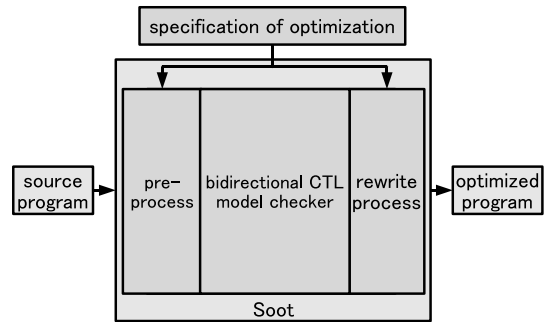 specification of optimization
source
program
pre-
process
bidirectional CTL
model checker
rewrite
process
optimized
program
Soot